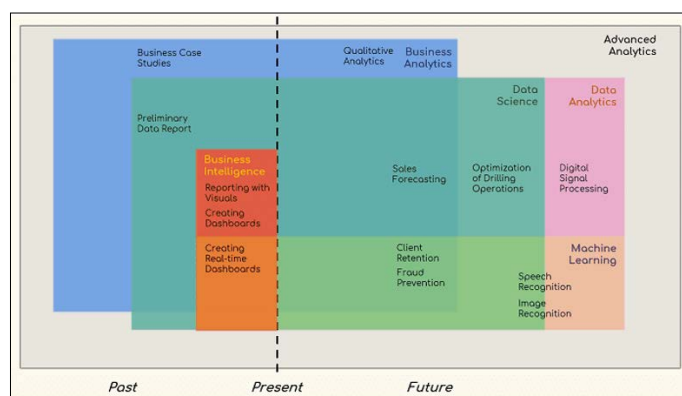 Advanced
Analytics
Business Case
Studies
Qualitative
Analytics
Business
Analytics
Data
Science
Data
Analytics
Preliminary
Data Report
Business
Intelligence
Reporting with
Visuals
Creating
Dashboards
Sales
Forecasting
Optimization
of Drilling
Operations
Digital
Signal
Processing
Creating
Real-time
Dashboards
Client
Retention
Fraud
Prevention
Machine
Learning
Speech
Recognition
Image
Recognition
Past
Present
Future